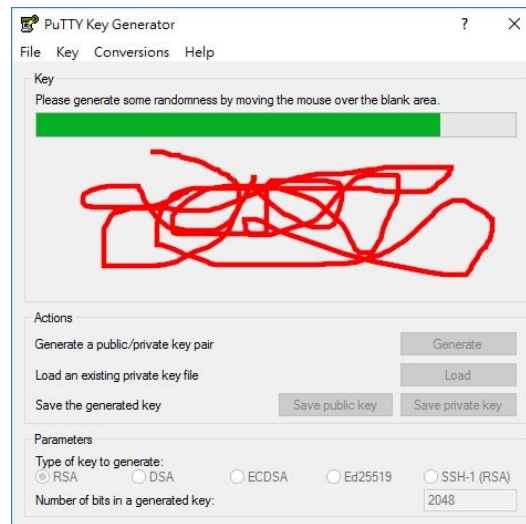 PuTTY Key Generator
File Key Conversions Help
Key
Please generate some randomness by moving the mouse over the blank area.
Actions
Generate a public/private key pair
Generate
Load an existing private key file
Load
Save the generated key
Save public key
Save private key
Parameters
Type of key to generate:
RSA DSA ECDSA Ed25519 SSH-1 (RSA)
Number of bits in a generated key:
2048